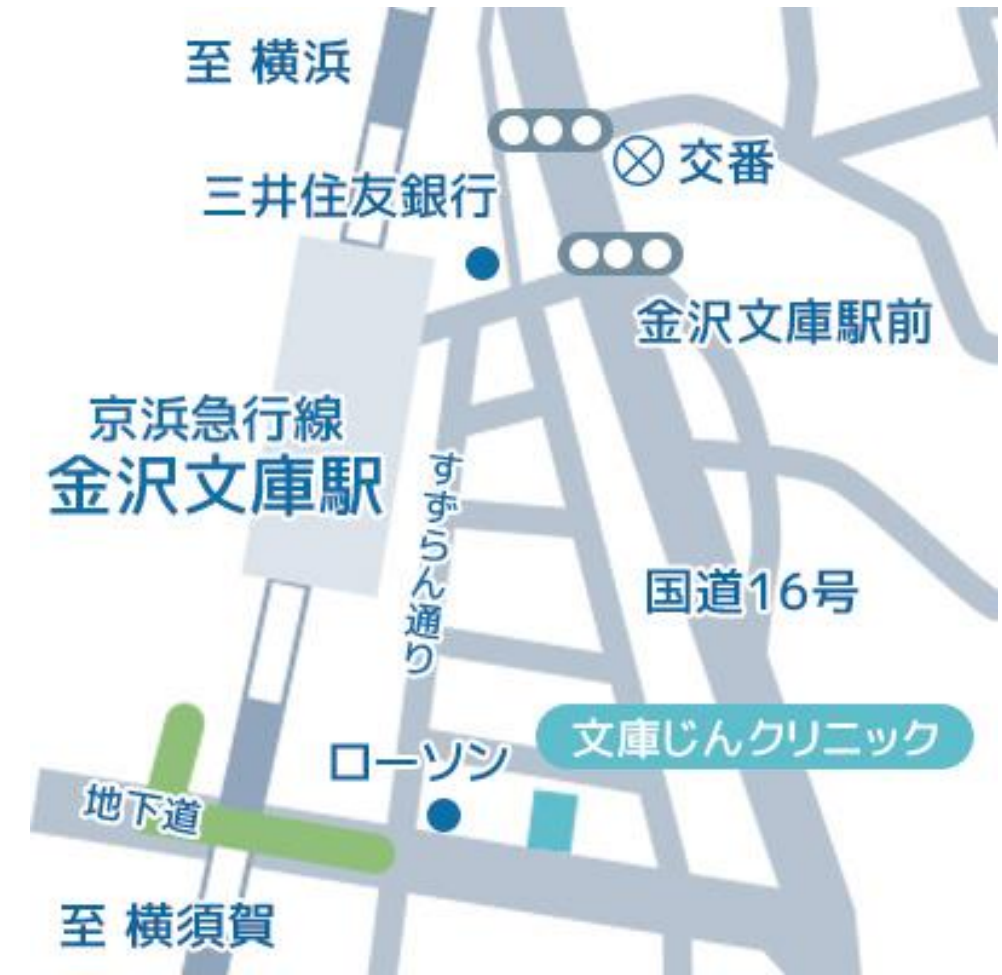 至 横浜
交番
三井住友銀行
金沢文庫駅前
京浜急行線
金沢文庫駅
すずらん通り
国道16号
文庫じんクリニック
ローソン
地下道
至 横須賀